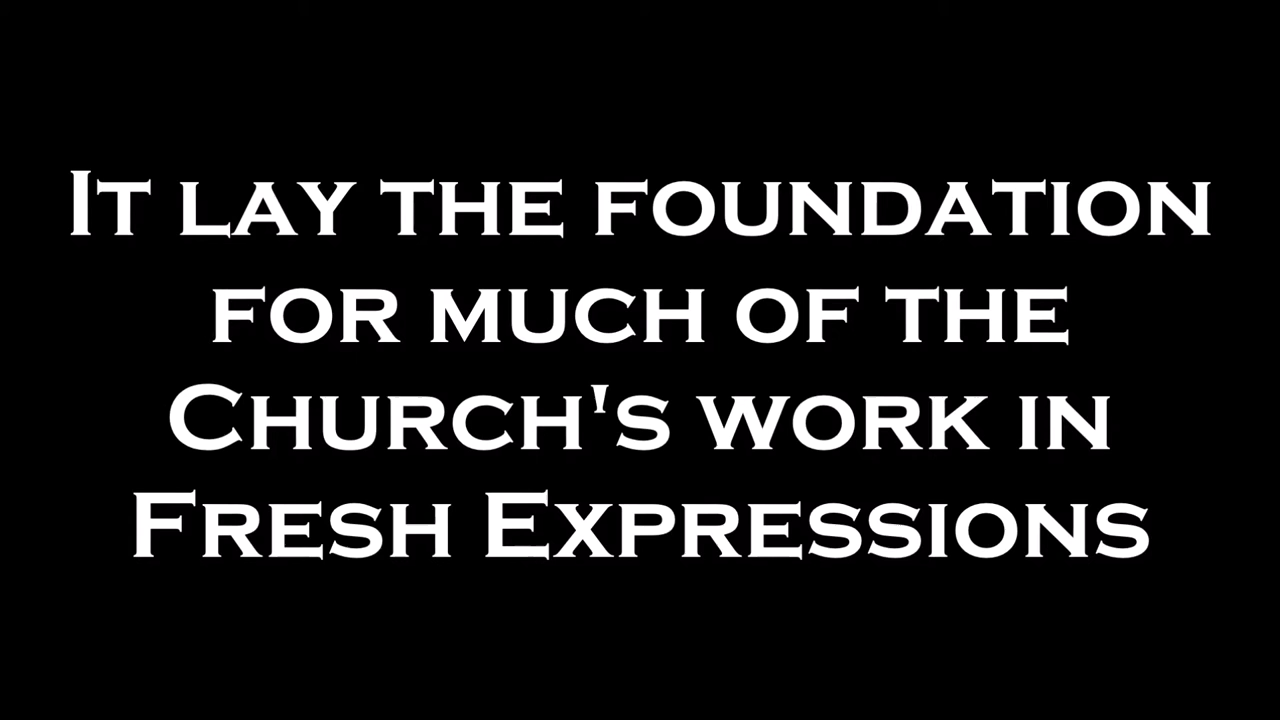 It lay the foundation
for much of the
Church's work in
Fresh Expressions